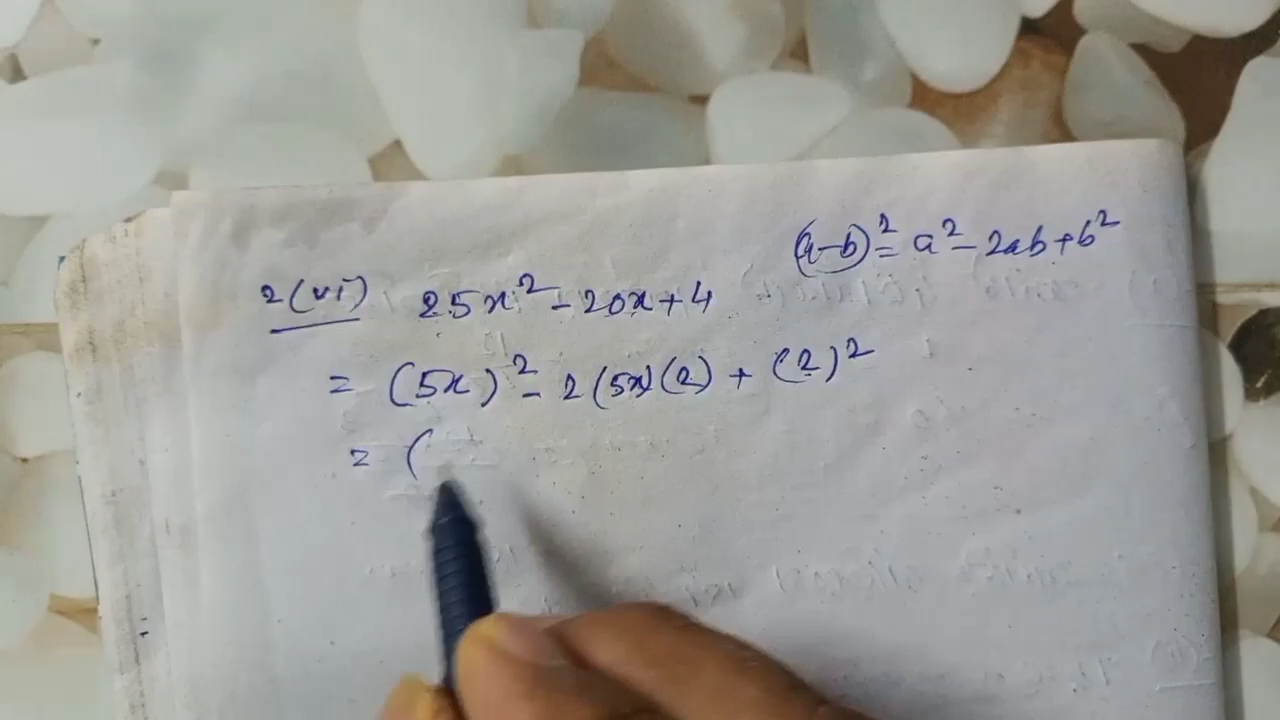 (a-b)² = a² - 2ab + b²
2(vi) 25x² - 20x + 4
= (5x)² - 2(5x)(2) + (2)²
= (